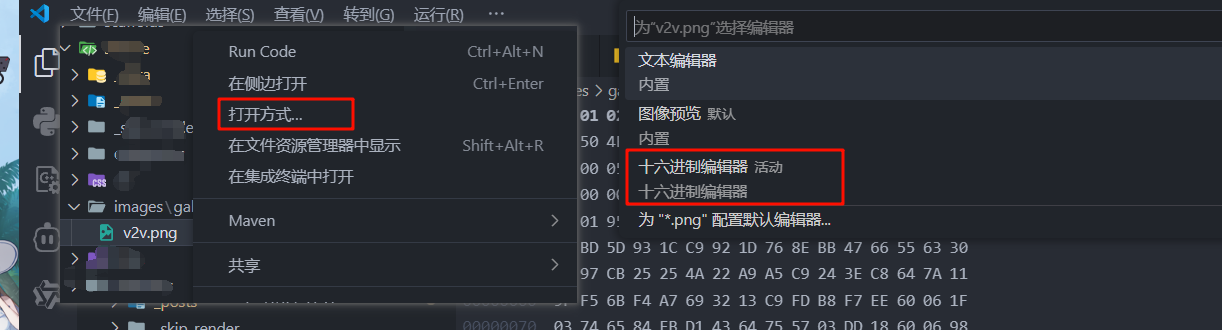 文件(F) 编辑(E) 选择(S) 查看(V) 转到(G) 运行(R) ···
images\gal
v2v.png
_posts
_skip_render
Run Code Ctrl+Alt+N
在侧边打开 Ctrl+Enter
打开方式...
在文件资源管理器中显示 Shift+Alt+R
在集成终端中打开
Maven
共享
为"v2v.png"选择编辑器
文本编辑器
内置
图像预览 默认
内置
十六进制编辑器 活动
十六进制编辑器
为 "*.png" 配置默认编辑器...
es > ga
01 02
50 4
00 05
00 00
01 95
BD 5D 93 1C C9 92 1D 76 8E BB 47 66 55 63 30
97 CB 25 25 4A 22 A9 A5 C9 24 3E C8 64 7A 11
F5 6B F4 A7 69 32 13 C9 FD B8 F7 EE 60 06 1F
00000070 03 74 65 84 EB D1 43 64 75 57 03 DD 18 60 06 98